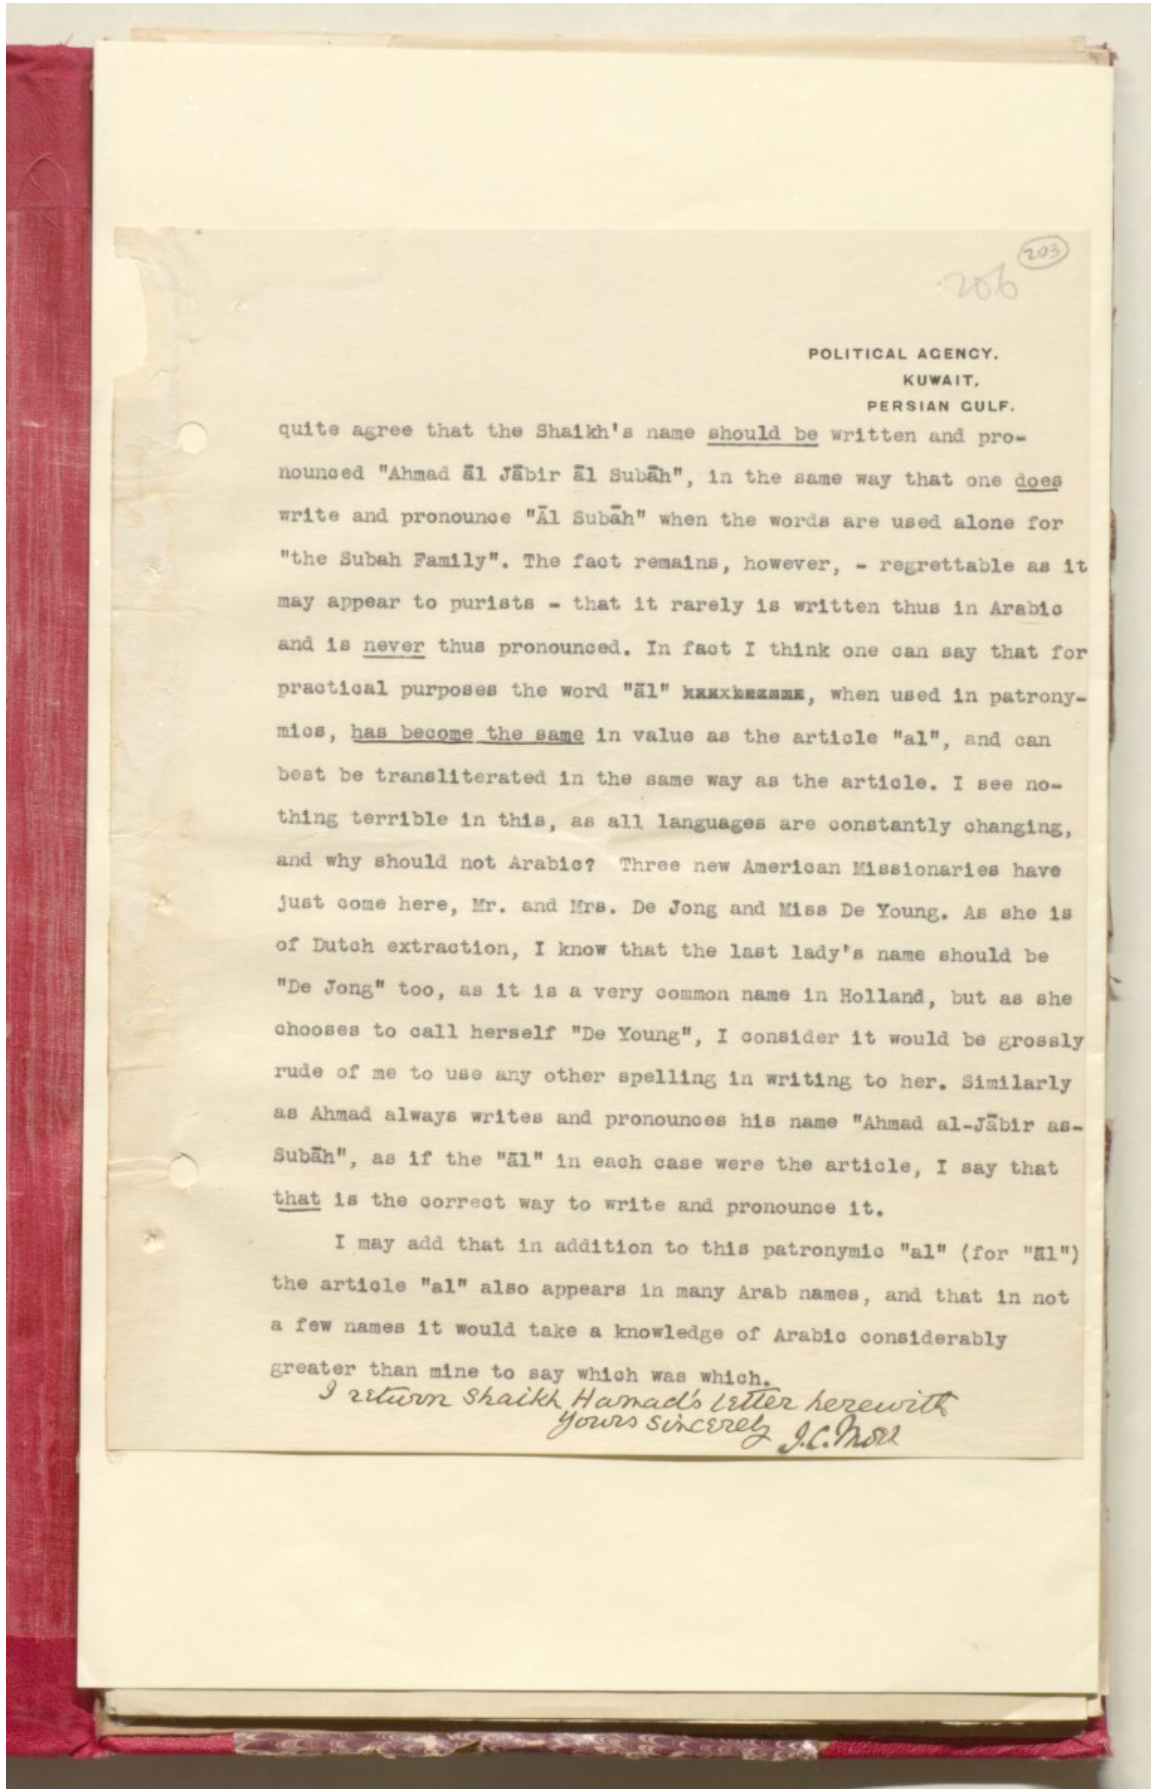 203
206
POLITICAL AGENCY.
KUWAIT.
PERSIAN GULF.
quite agree that the Shaikh's name should be written and pro-
nounced "Ahmad āl Jābir āl Subāh", in the same way that one does
write and pronounce "Āl Subāh" when the words are used alone for
"the Subah Family". The fact remains, however, - regrettable as it
may appear to purists - that it rarely is written thus in Arabic
and is never thus pronounced. In fact I think one can say that for
practical purposes the word "āl" , when used in patrony-
mics, has become the same in value as the article "al", and can
best be transliterated in the same way as the article. I see no-
thing terrible in this, as all languages are constantly changing,
and why should not Arabic? Three new American Missionaries have
just come here, Mr. and Mrs. De Jong and Miss De Young. As she is
of Dutch extraction, I know that the last lady's name should be
"De Jong" too, as it is a very common name in Holland, but as she
chooses to call herself "De Young", I consider it would be grossly
rude of me to use any other spelling in writing to her. Similarly
as Ahmad always writes and pronounces his name "Ahmad al-Jābir as-
Subāh", as if the "āl" in each case were the article, I say that
that is the correct way to write and pronounce it.
I may add that in addition to this patronymic "al" (for "āl")
the article "al" also appears in many Arab names, and that in not
a few names it would take a knowledge of Arabic considerably
greater than mine to say which was which.
I return Shaikh Hamad's letter herewith
Yours sincerely J.C. More